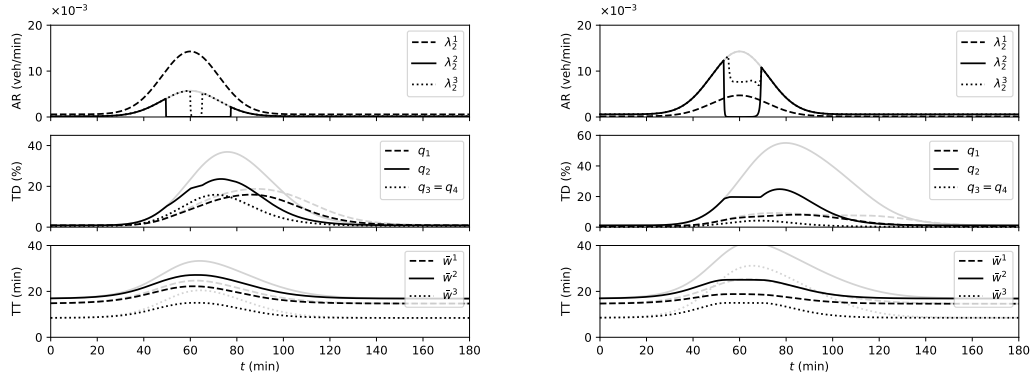 ×10⁻³
20
10
0
AR (veh/min)
λ₂¹
λ₂²
λ₂³
40
20
0
TD (%)
q₁
q₂
q₃ = q₄
40
20
0
TT (min)
w̄¹
w̄²
w̄³
0 20 40 60 80 100 120 140 160 180
t (min)
×10⁻³
20
10
0
AR (veh/min)
λ₂¹
λ₂²
λ₂³
60
40
20
0
TD (%)
q₁
q₂
q₃ = q₄
40
20
0
TT (min)
w̄¹
w̄²
w̄³
0 20 40 60 80 100 120 140 160 180
t (min)